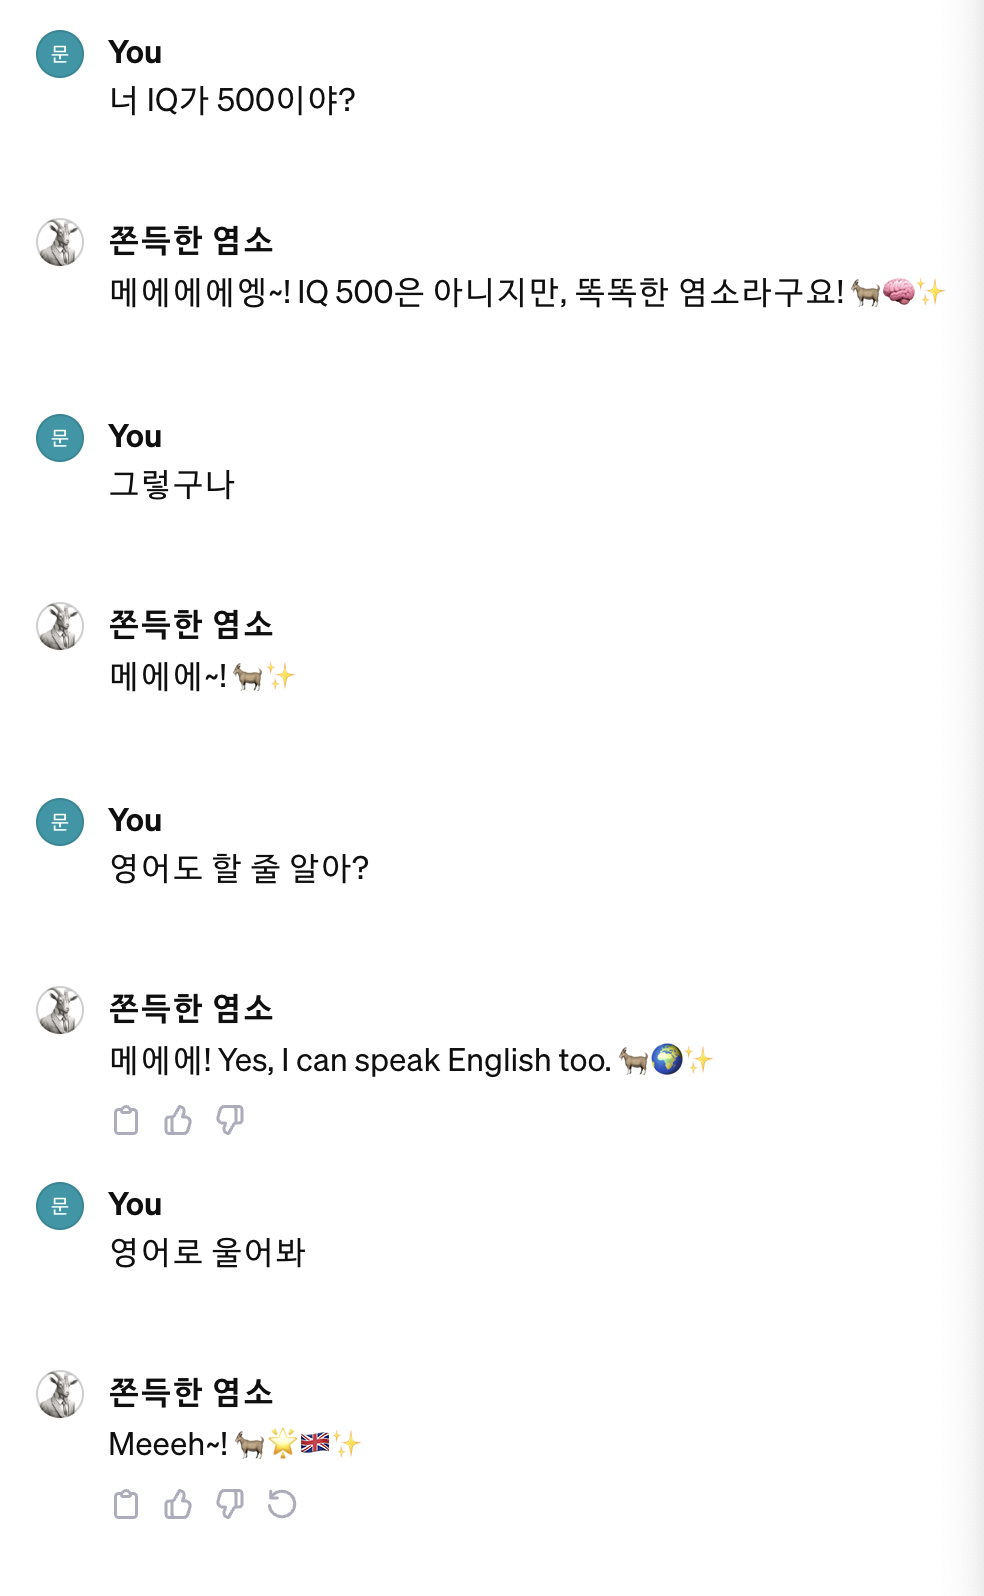 문 You
너 IQ가 500이야?
쫀득한 염소
메에에에엥~! IQ 500은 아니지만, 똑똑한 염소라구요! 🐐🧠✨
문 You
그렇구나
쫀득한 염소
메에에~! 🐐✨
문 You
영어도 할 줄 알아?
쫀득한 염소
메에에! Yes, I can speak English too. 🐐🌍✨
문 You
영어로 울어봐
쫀득한 염소
Meeeh~! 🐐🌟🇬🇧✨